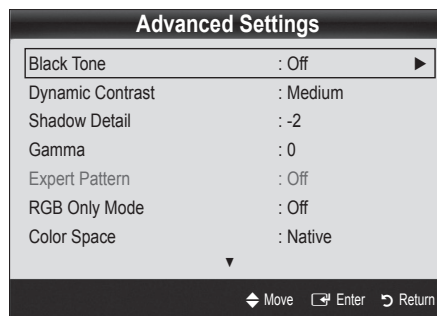 Advanced Settings
Black Tone : Off ►
Dynamic Contrast : Medium
Shadow Detail : -2
Gamma : 0
Expert Pattern : Off
RGB Only Mode : Off
Color Space : Native
▼
Move Enter Return